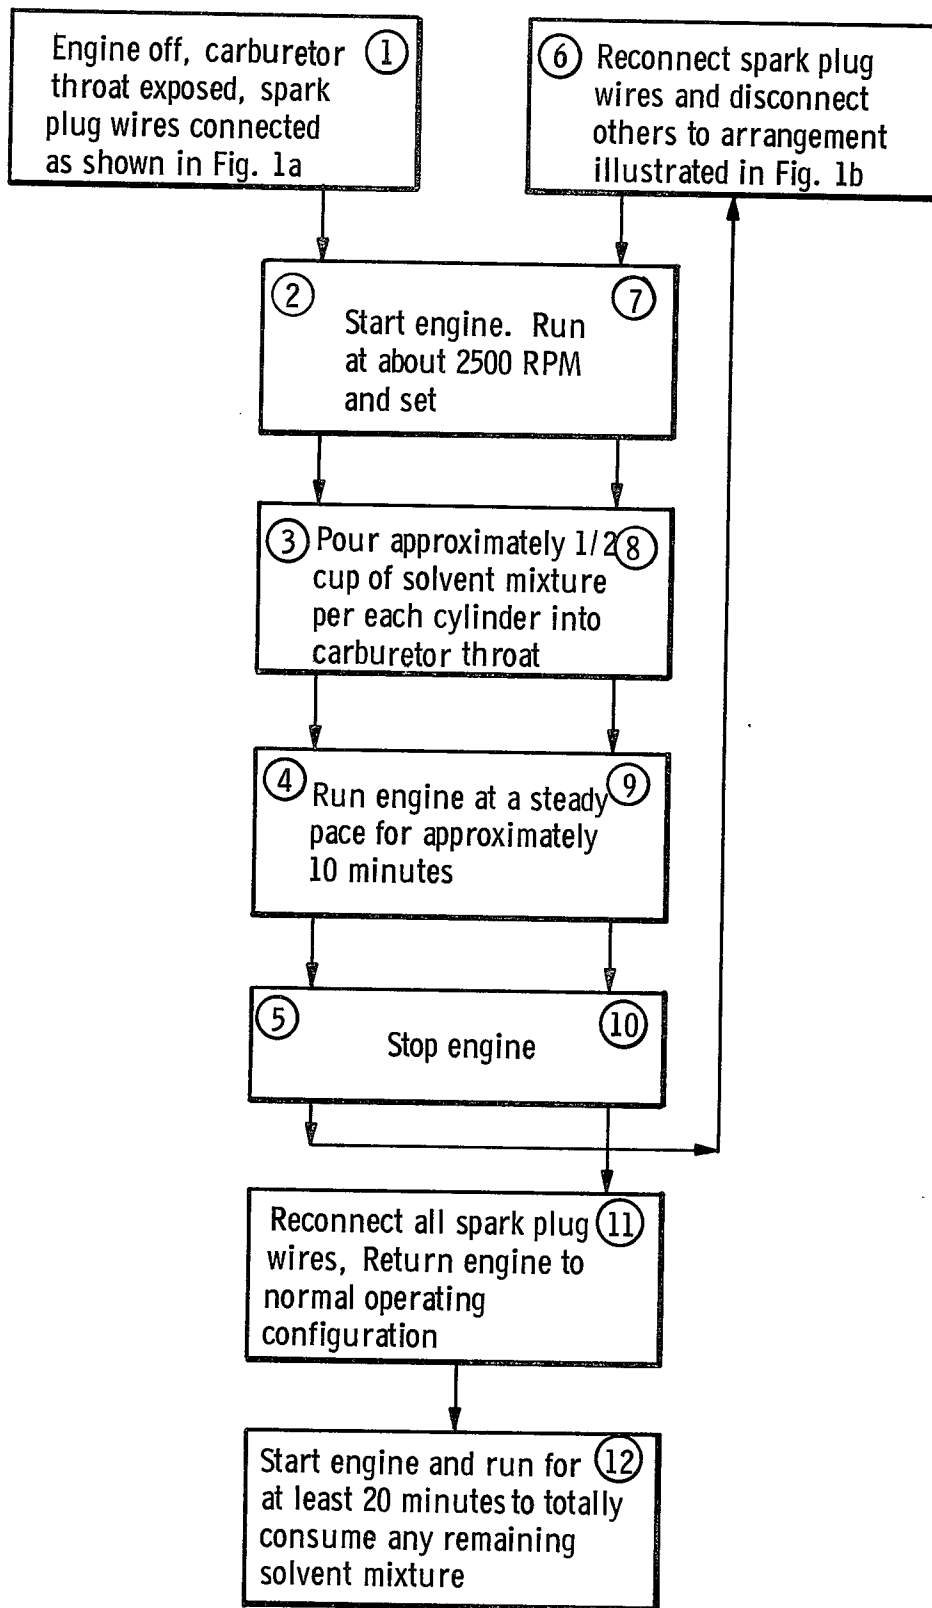 1
Engine off, carburetor
throat exposed, spark
plug wires connected
as shown in Fig. 1a
6
Reconnect spark plug
wires and disconnect
others to arrangement
illustrated in Fig. 1b
2
7
Start engine. Run
at about 2500 RPM
and set
3
8
Pour approximately 1/2
cup of solvent mixture
per each cylinder into
carburetor throat
4
9
Run engine at a steady
pace for approximately
10 minutes
5
10
Stop engine
11
Reconnect all spark plug
wires, Return engine to
normal operating
configuration
12
Start engine and run for
at least 20 minutes to totally
consume any remaining
solvent mixture